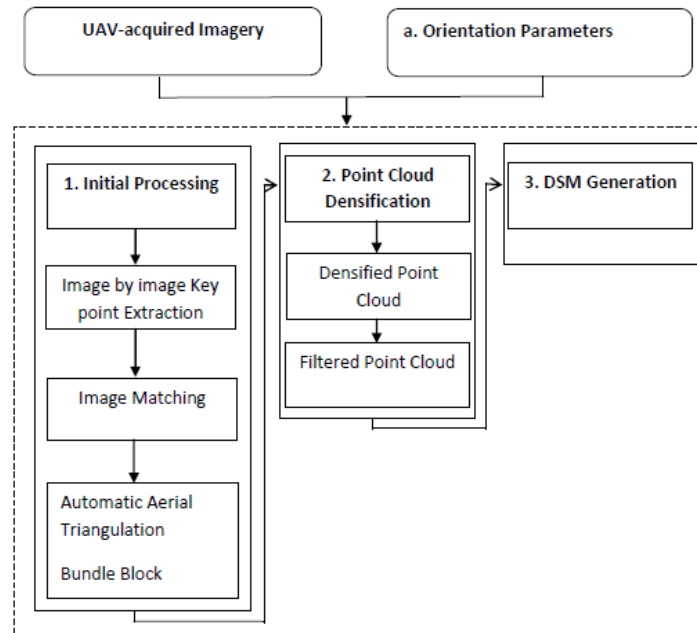 UAV-acquired Imagery
a. Orientation Parameters
1. Initial Processing
Image by image Key
point Extraction
Image Matching
Automatic Aerial
Triangulation
Bundle Block
2. Point Cloud
Densification
Densified Point
Cloud
Filtered Point Cloud
3. DSM Generation